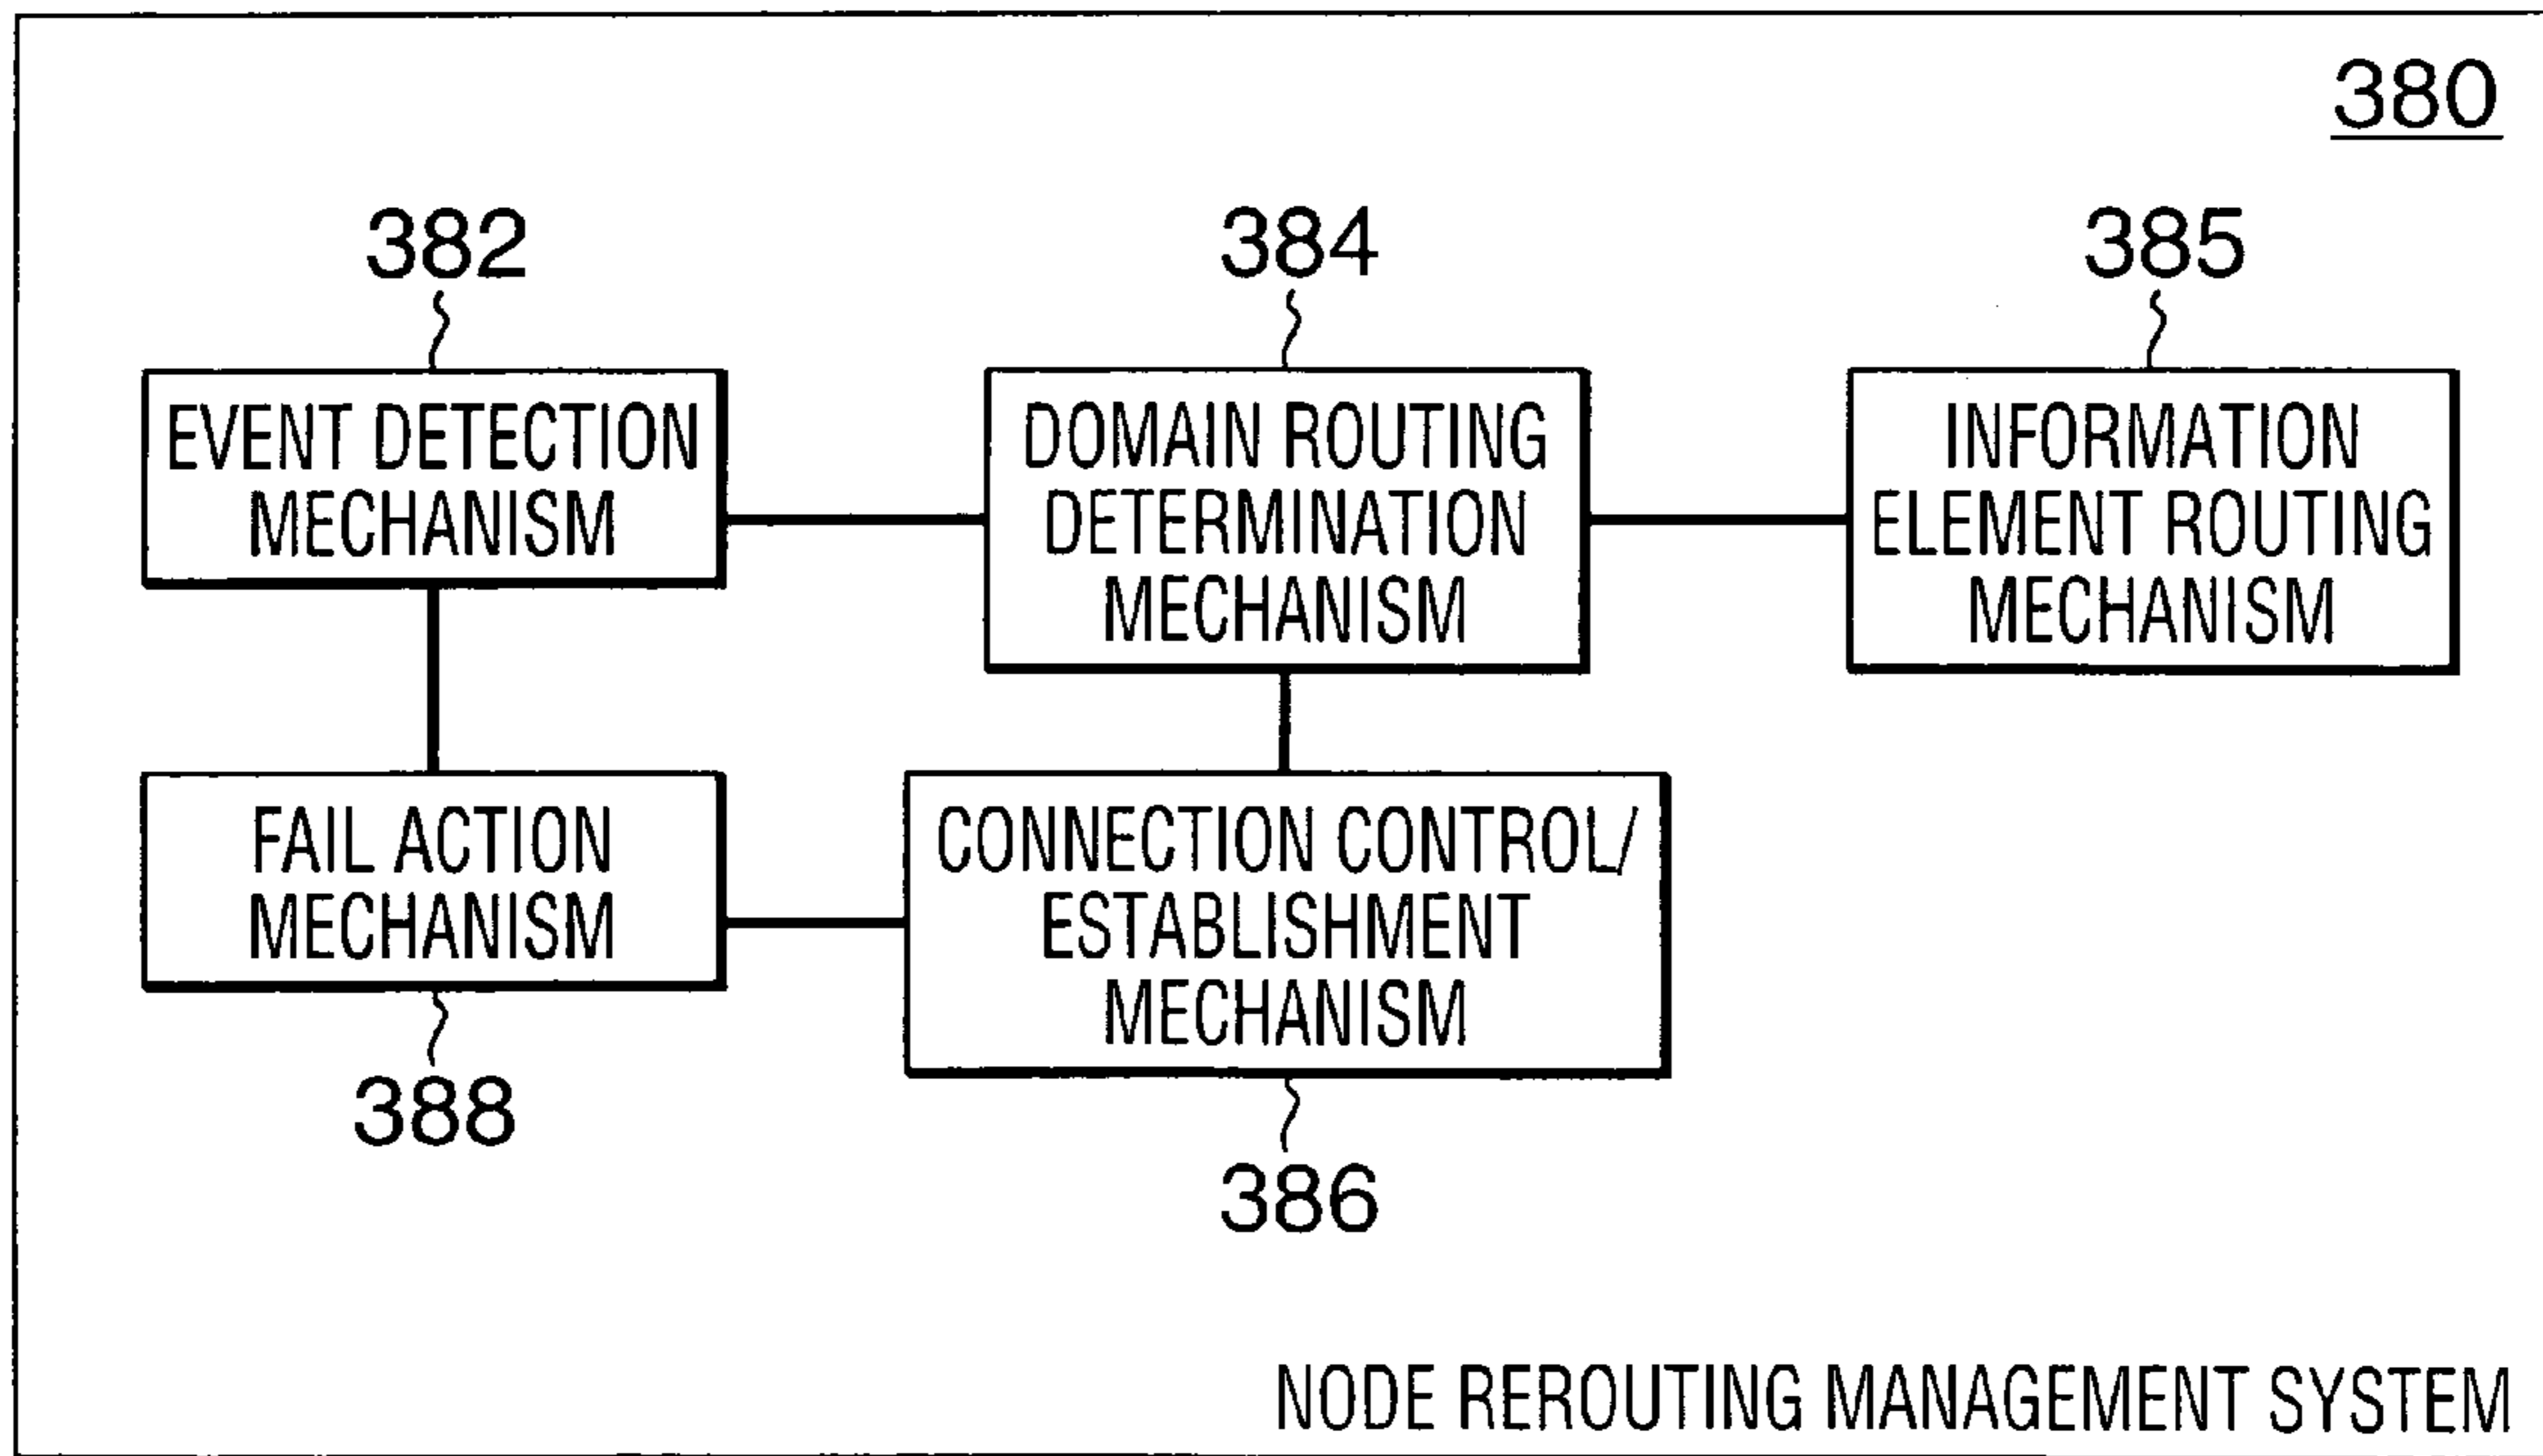 380
382
384
385
EVENT DETECTION
MECHANISM
DOMAIN ROUTING
DETERMINATION
MECHANISM
INFORMATION
ELEMENT ROUTING
MECHANISM
FAIL ACTION
MECHANISM
CONNECTION CONTROL/
ESTABLISHMENT
MECHANISM
388
386
NODE REROUTING MANAGEMENT SYSTEM